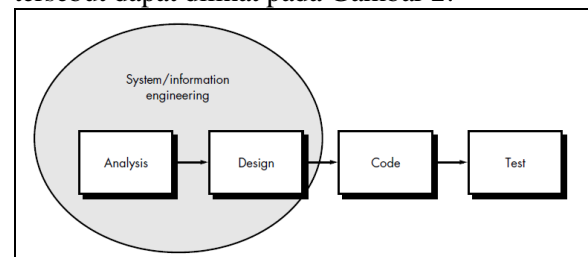 tersebut dapat dilihat pada Gambar 2.
System/information
engineering
Analysis
Design
Code
Test